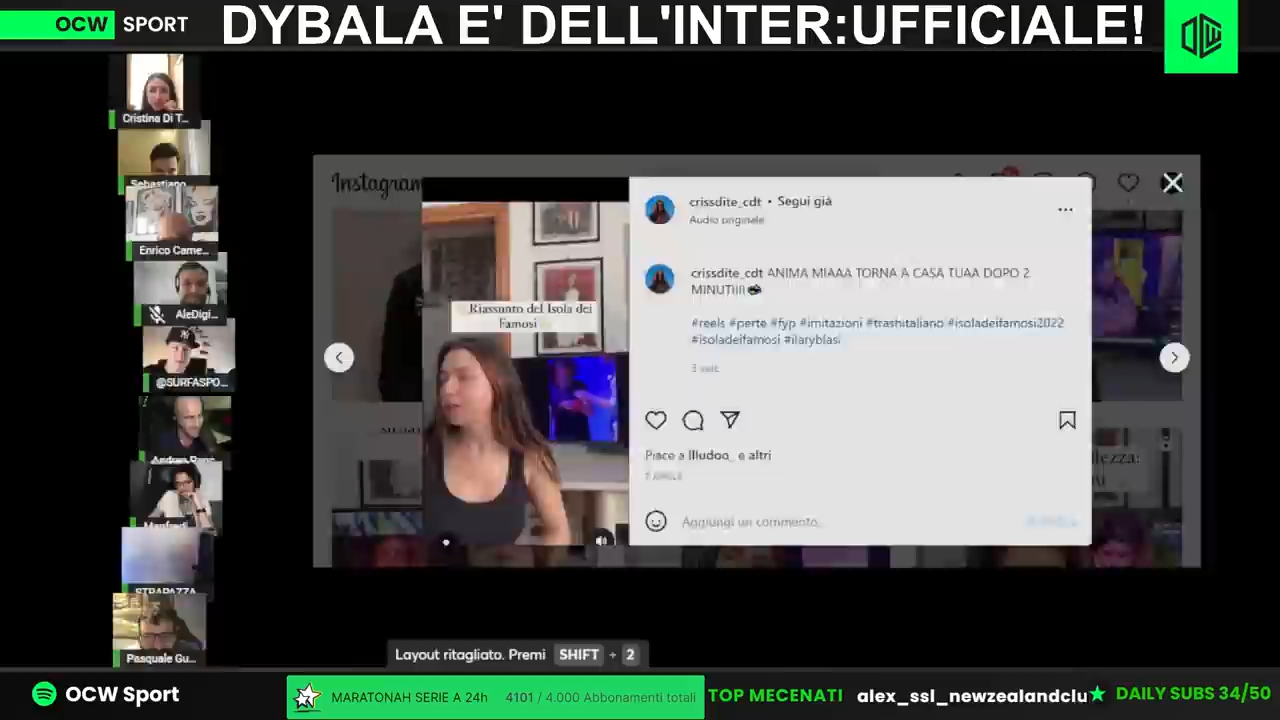 OCW SPORT
DYBALA E' DELL'INTER:UFFICIALE!
Cristina Di T...
Sebastiano
Enrico Came...
AleDigi...
@SURFASPO...
STRAPAZZA
Pasquale Gu...
Instagram
Riassunto del Isola dei
Famosi
crissdite_cdt • Segui già
Audio originale
crissdite_cdt ANIMA MIAAA TORNA A CASA TUAA DOPO 2
MINUTIIII
#reels #perte #fyp #imitazioni #trashitaliano #isoladeifamosi2022
#isoladeifamosi #ilaryblasi
Piace a e altri
Aggiungi un commento...
Layout ritagliato. Premi SHIFT + 2
OCW Sport
MARATONAH SERIE A 24h 4101 / 4.000 Abbonamenti totali
TOP MECENATI alex_ssl_newzealandclu
DAILY SUBS 34/50